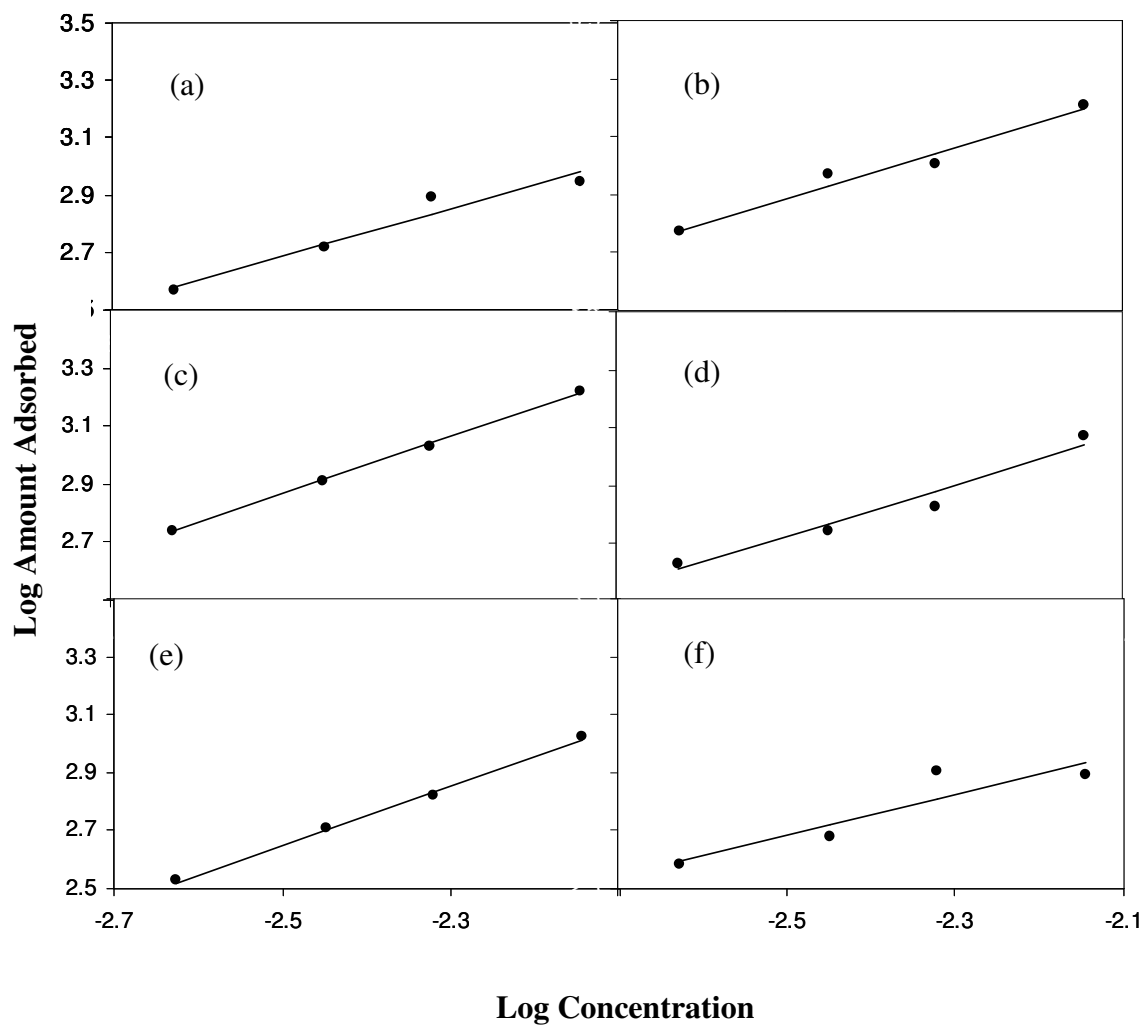 3.5
3.3
(a)
(b)
3.1
2.9
2.7
3.3
(c)
(d)
3.1
2.9
2.7
Log Amount Adsorbed
3.3
(e)
(f)
3.1
2.9
2.7
2.5
-2.7 -2.5 -2.3 -2.5 -2.3 -2.1
Log Concentration